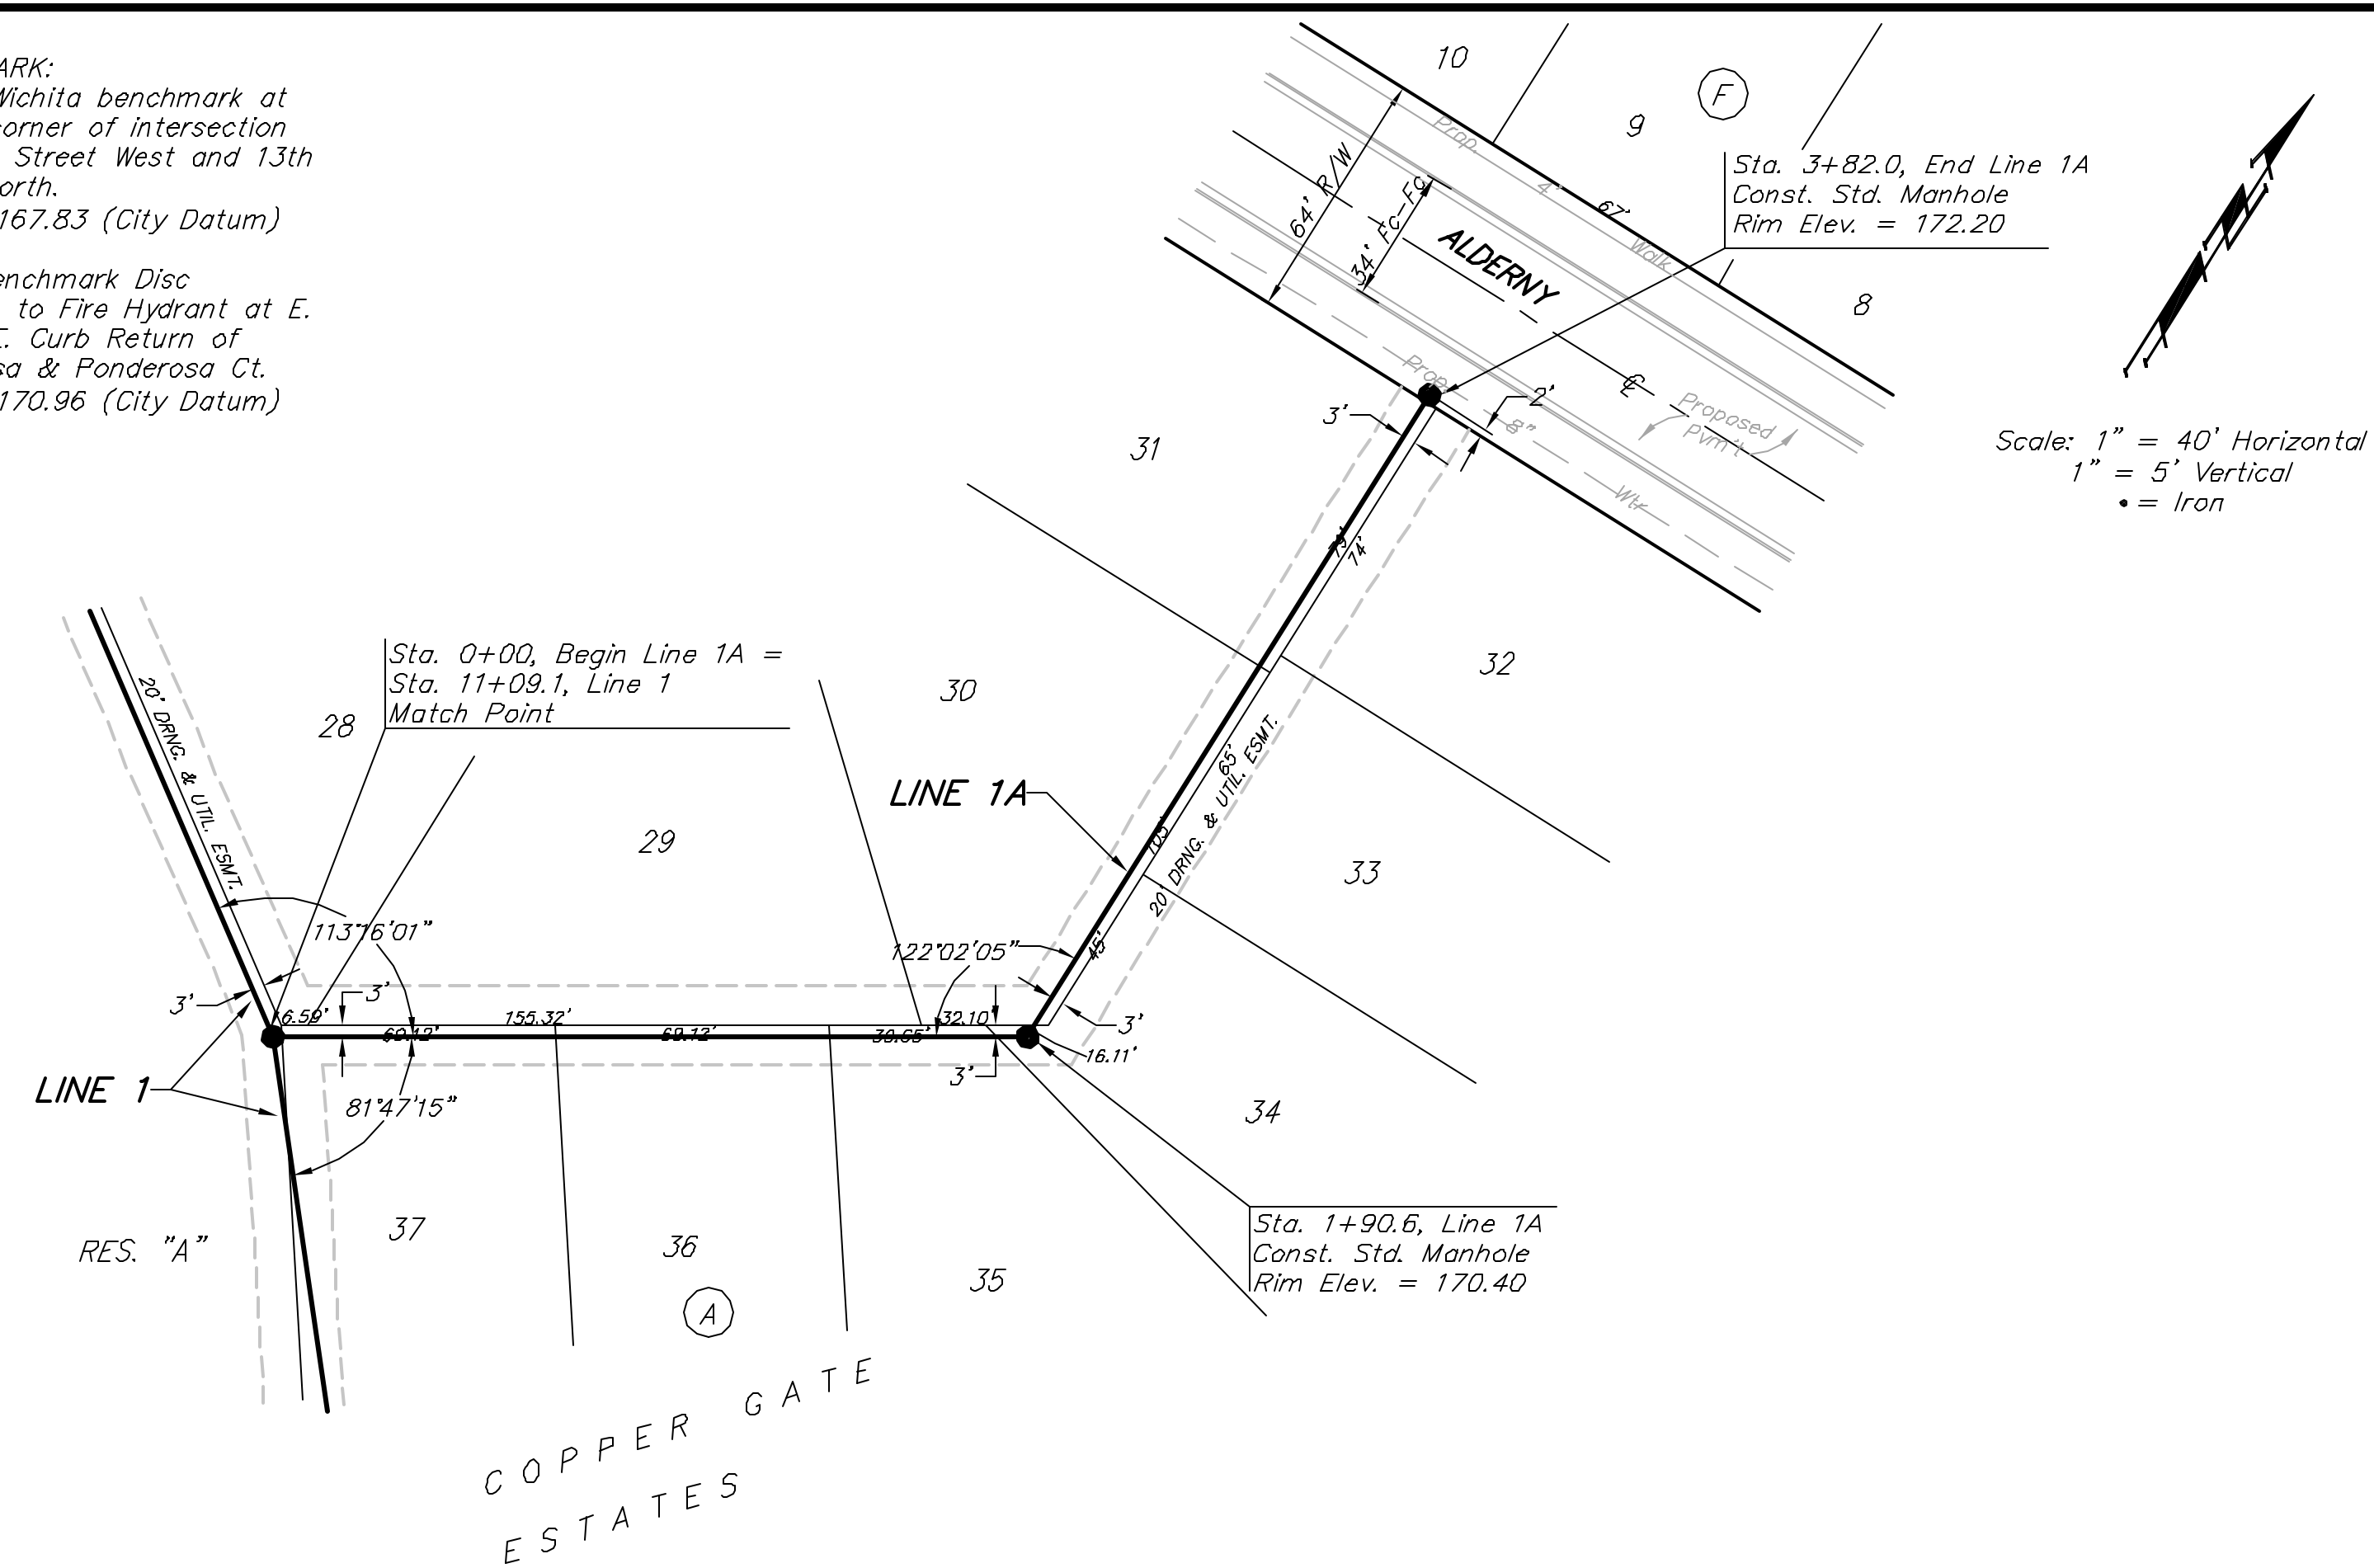 ARK:
Wichita benchmark at
corner of intersection
Street West and 13th
orth.
167.83 (City Datum)
enchmark Disc
to Fire Hydrant at E.
E. Curb Return of
sa & Ponderosa Ct.
170.96 (City Datum)
10
9
F
8
67'
Prop.
4'
Walk
64' R/W
34' Fc-Fc
ALDERNY
Sta. 3+82.0, End Line 1A
Const. Std. Manhole
Rim Elev. = 172.20
Prop.
8"
Wtr
Proposed
Pvm't
2'
3'
Scale: 1" = 40' Horizontal
1" = 5' Vertical
• = Iron
31
32
74'
Sta. 0+00, Begin Line 1A =
Sta. 11+09.1, Line 1
Match Point
28
30
29
33
20' DRNG. & UTIL. ESMT.
LINE 1A
65'
105'
20' DRNG. & UTIL. ESMT.
45'
113°16'01"
122°02'05"
3'
3'
155.32'
32.10'
3'
16.11'
3'
LINE 1
81°47'15"
34
37
36
35
RES. "A"
A
Sta. 1+90.6, Line 1A
Const. Std. Manhole
Rim Elev. = 170.40
COPPER GATE
ESTATES